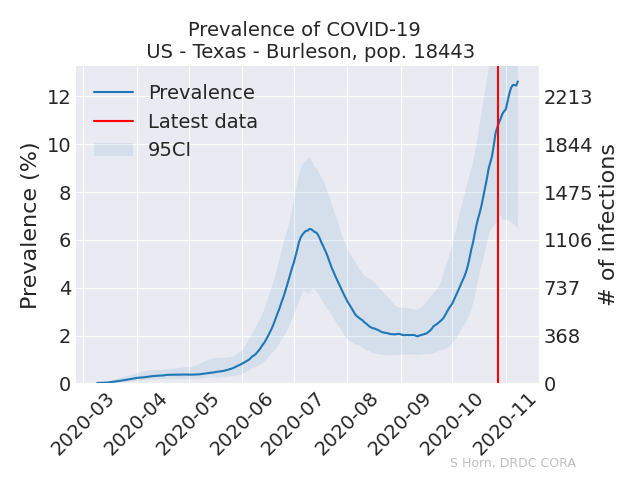 Prevalence of COVID-19
US - Texas - Burleson, pop. 18443
Prevalence
Latest data
95CI
Prevalence (%)
12
10
8
6
4
2
0
2213
1844
1475
1106
737
368
0
# of infections
2020-03
2020-04
2020-05
2020-06
2020-07
2020-08
2020-09
2020-10
2020-11
S Horn, DRDC CORA